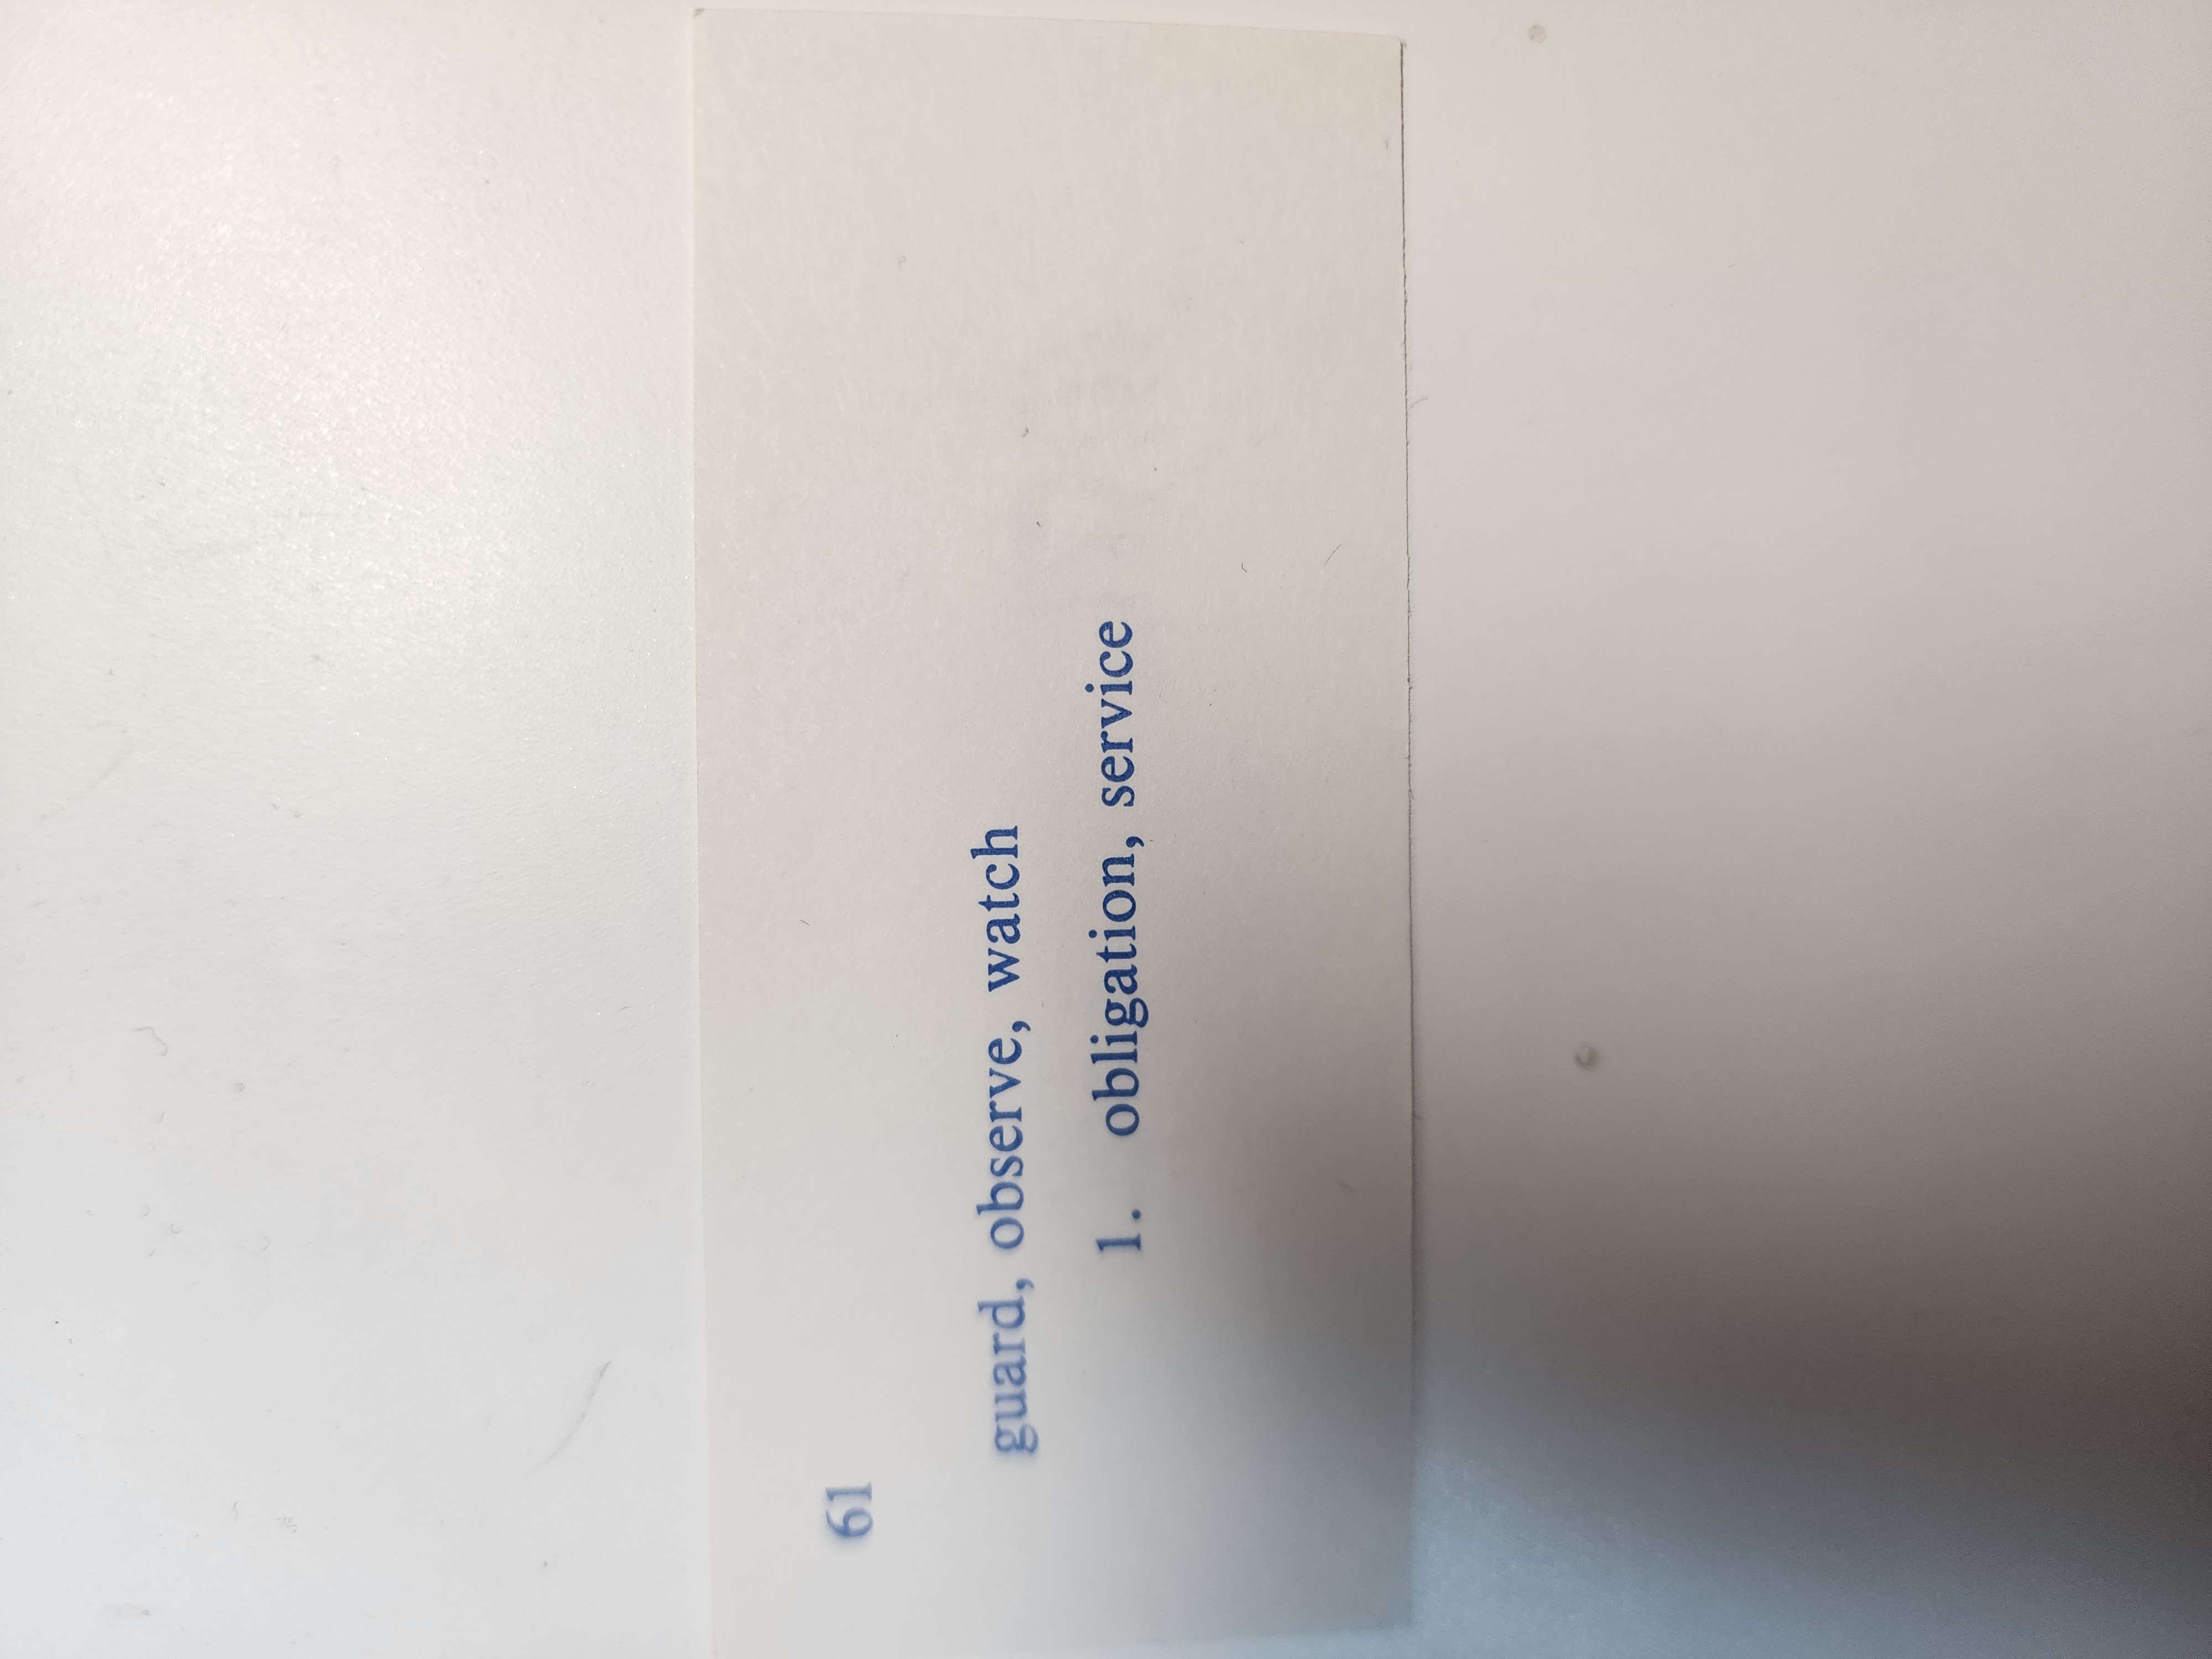 61
guard, observe, watch
1. obligation, service